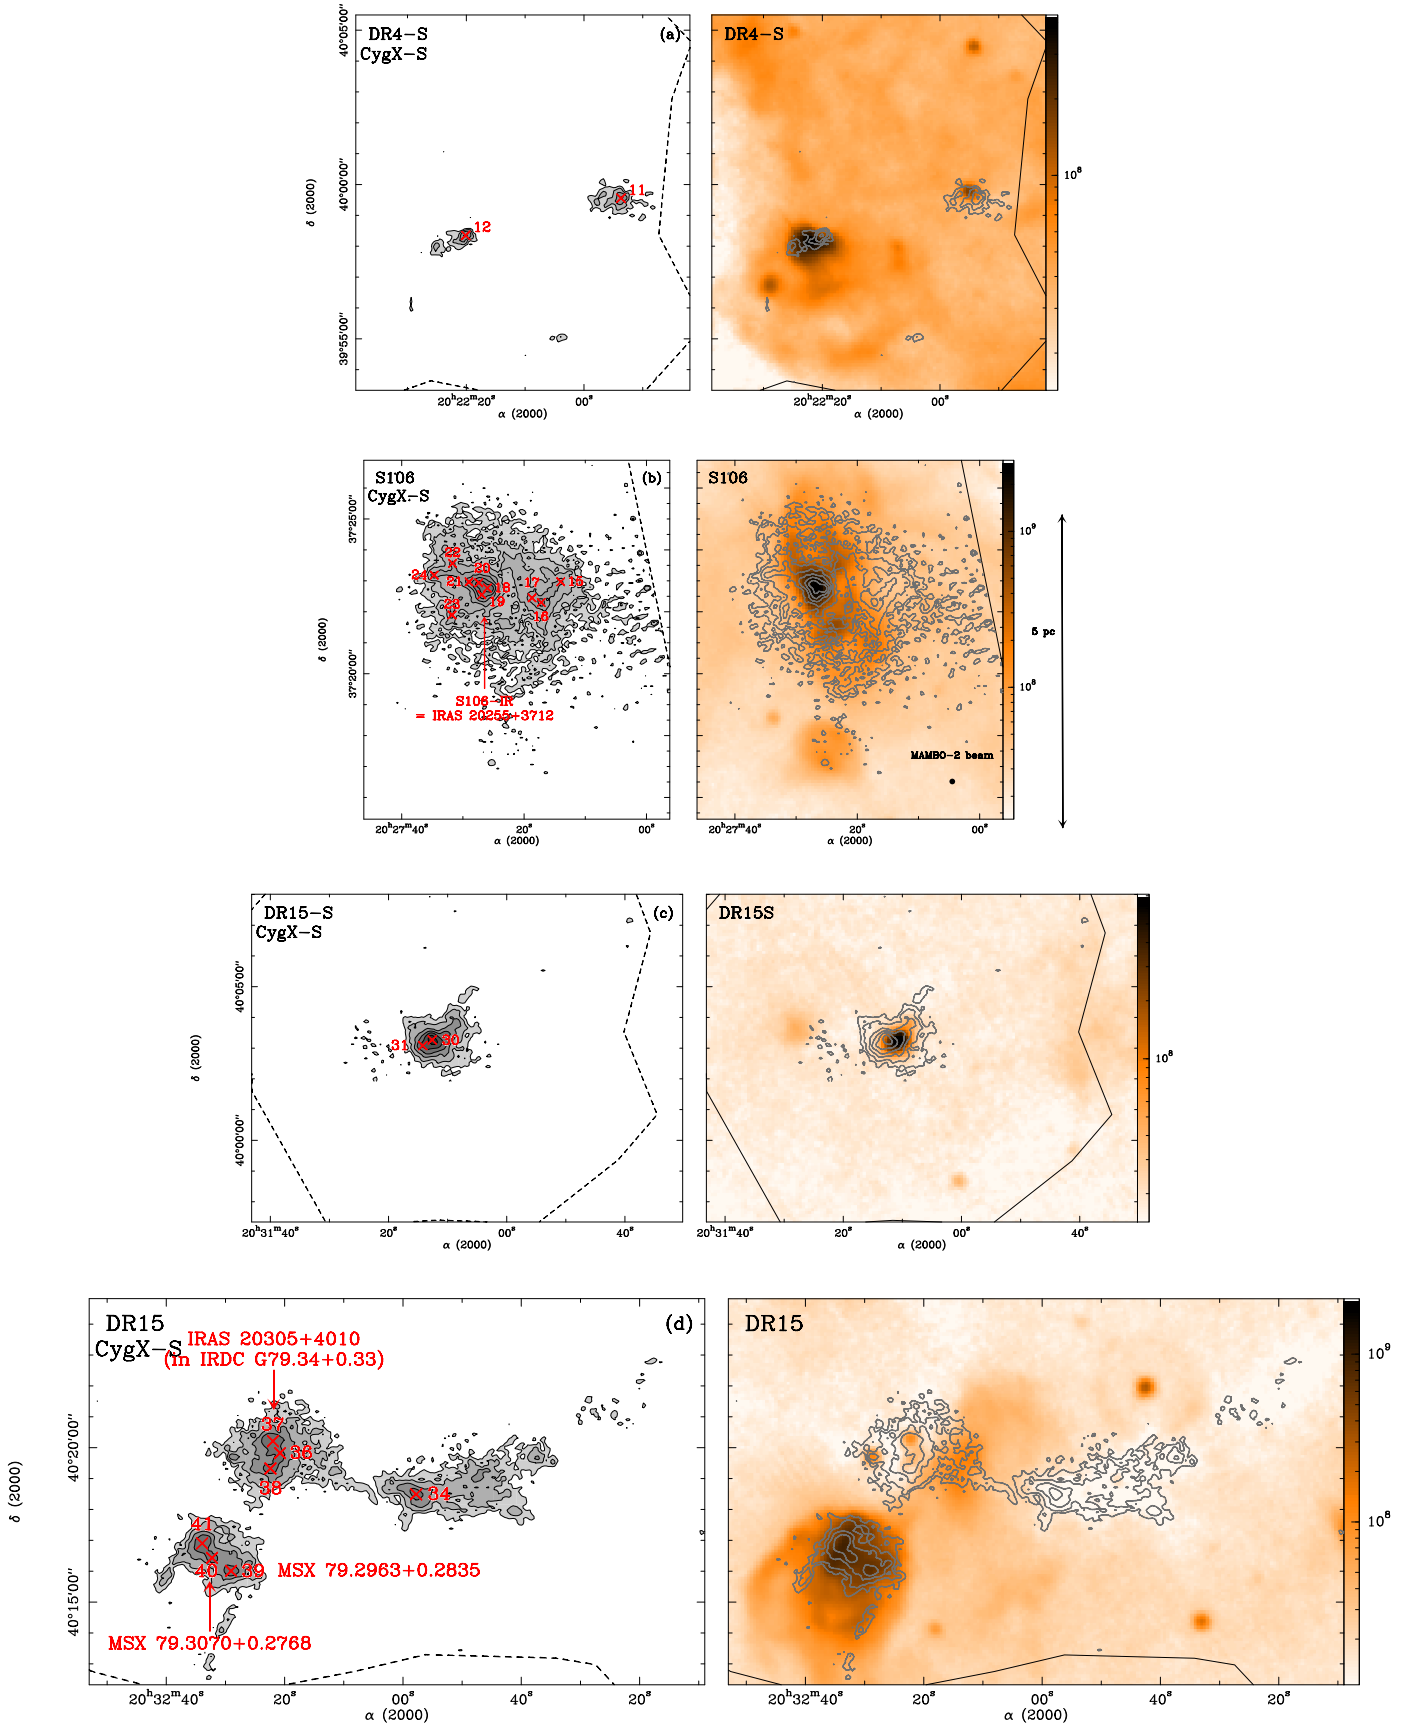 DR4-S
CygX-S
(a)
DR4-S
40°05'00"
40°00'00"
39°55'00"
δ (2000)
11
12
10⁸
20ʰ22ᵐ20ˢ
00ˢ
α (2000)
20ʰ22ᵐ20ˢ
00ˢ
α (2000)
S106
CygX-S
(b)
S106
37°25'00"
37°20'00"
δ (2000)
22
24
21
20
18
19
23
17
15
16
S106-IR
= IRAS 20255+3712
10⁹
10⁸
5 pc
MAMBO-2 beam
20ʰ27ᵐ40ˢ
20ˢ
00ˢ
α (2000)
20ʰ27ᵐ40ˢ
20ˢ
00ˢ
α (2000)
DR15-S
CygX-S
(c)
DR15S
40°05'00"
40°00'00"
δ (2000)
31
30
10⁸
20ʰ31ᵐ40ˢ
20ˢ
00ˢ
40ˢ
α (2000)
20ʰ31ᵐ40ˢ
20ˢ
00ˢ
40ˢ
α (2000)
DR15
CygX-S
(d)
IRAS 20305+4010
(in IRDC G79.34+0.33)
DR15
40°20'00"
40°15'00"
δ (2000)
37
36
38
34
41
40
39
MSX 79.2963+0.2835
MSX 79.3070+0.2768
10⁹
10⁸
20ʰ32ᵐ40ˢ
20ˢ
00ˢ
40ˢ
20ˢ
α (2000)
20ʰ32ᵐ40ˢ
20ˢ
00ˢ
40ˢ
20ˢ
α (2000)